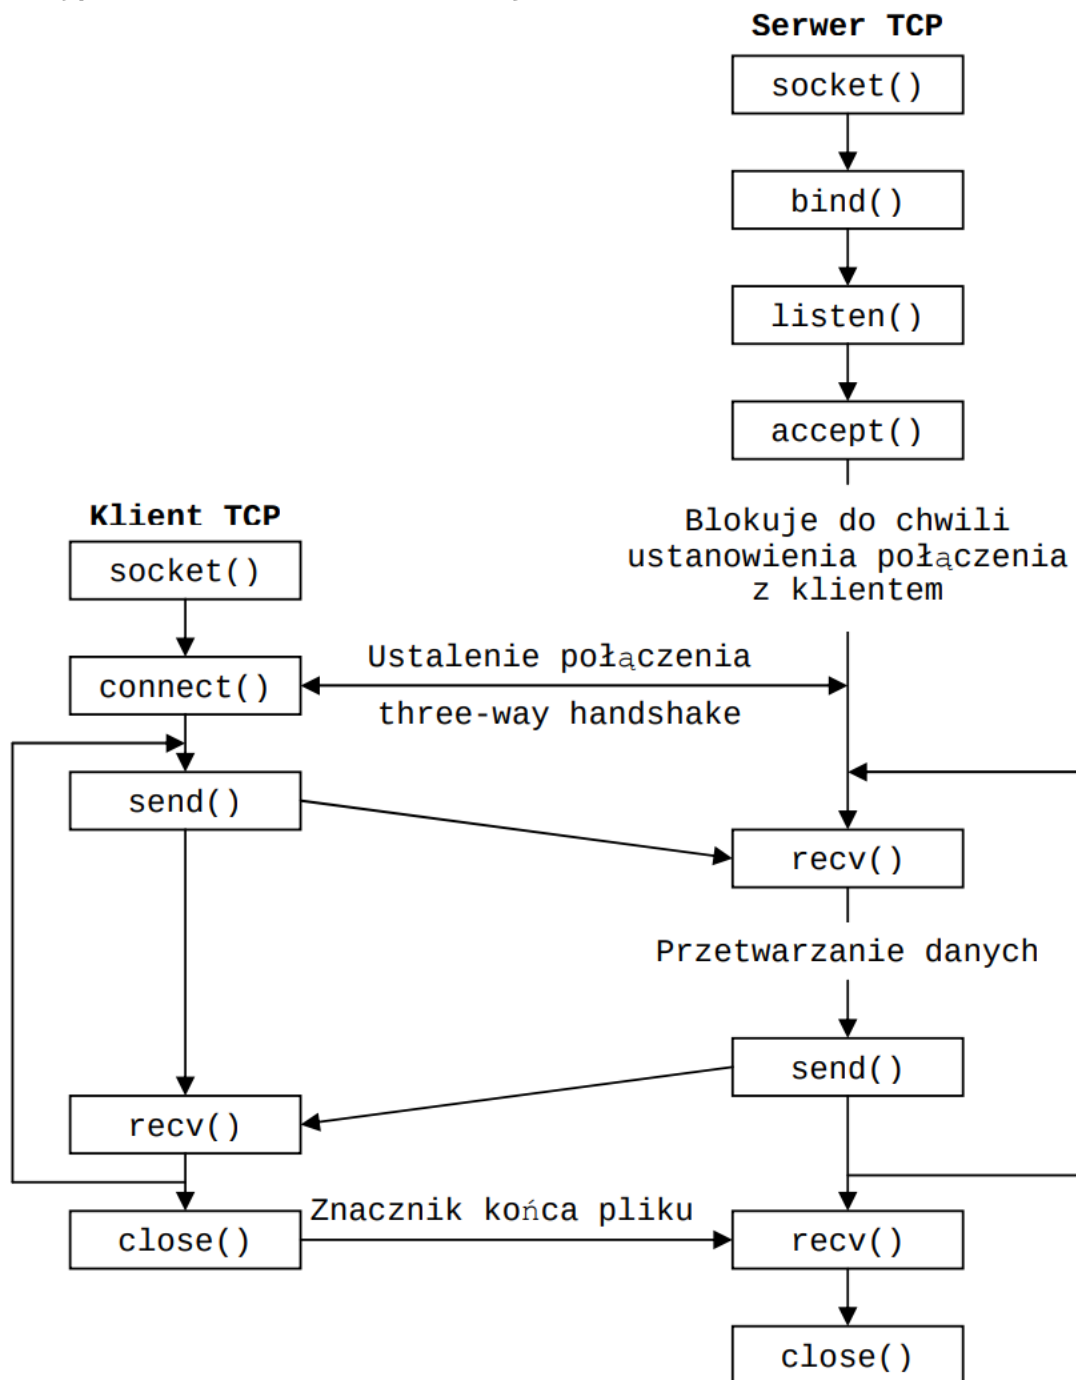 Serwer TCP
socket()
bind()
listen()
accept()
Blokuje do chwili
ustanowienia połączenia
z klientem
Klient TCP
socket()
connect()
Ustalenie połączenia
three-way handshake
send()
recv()
Przetwarzanie danych
send()
recv()
close()
Znacznik końca pliku
recv()
close()